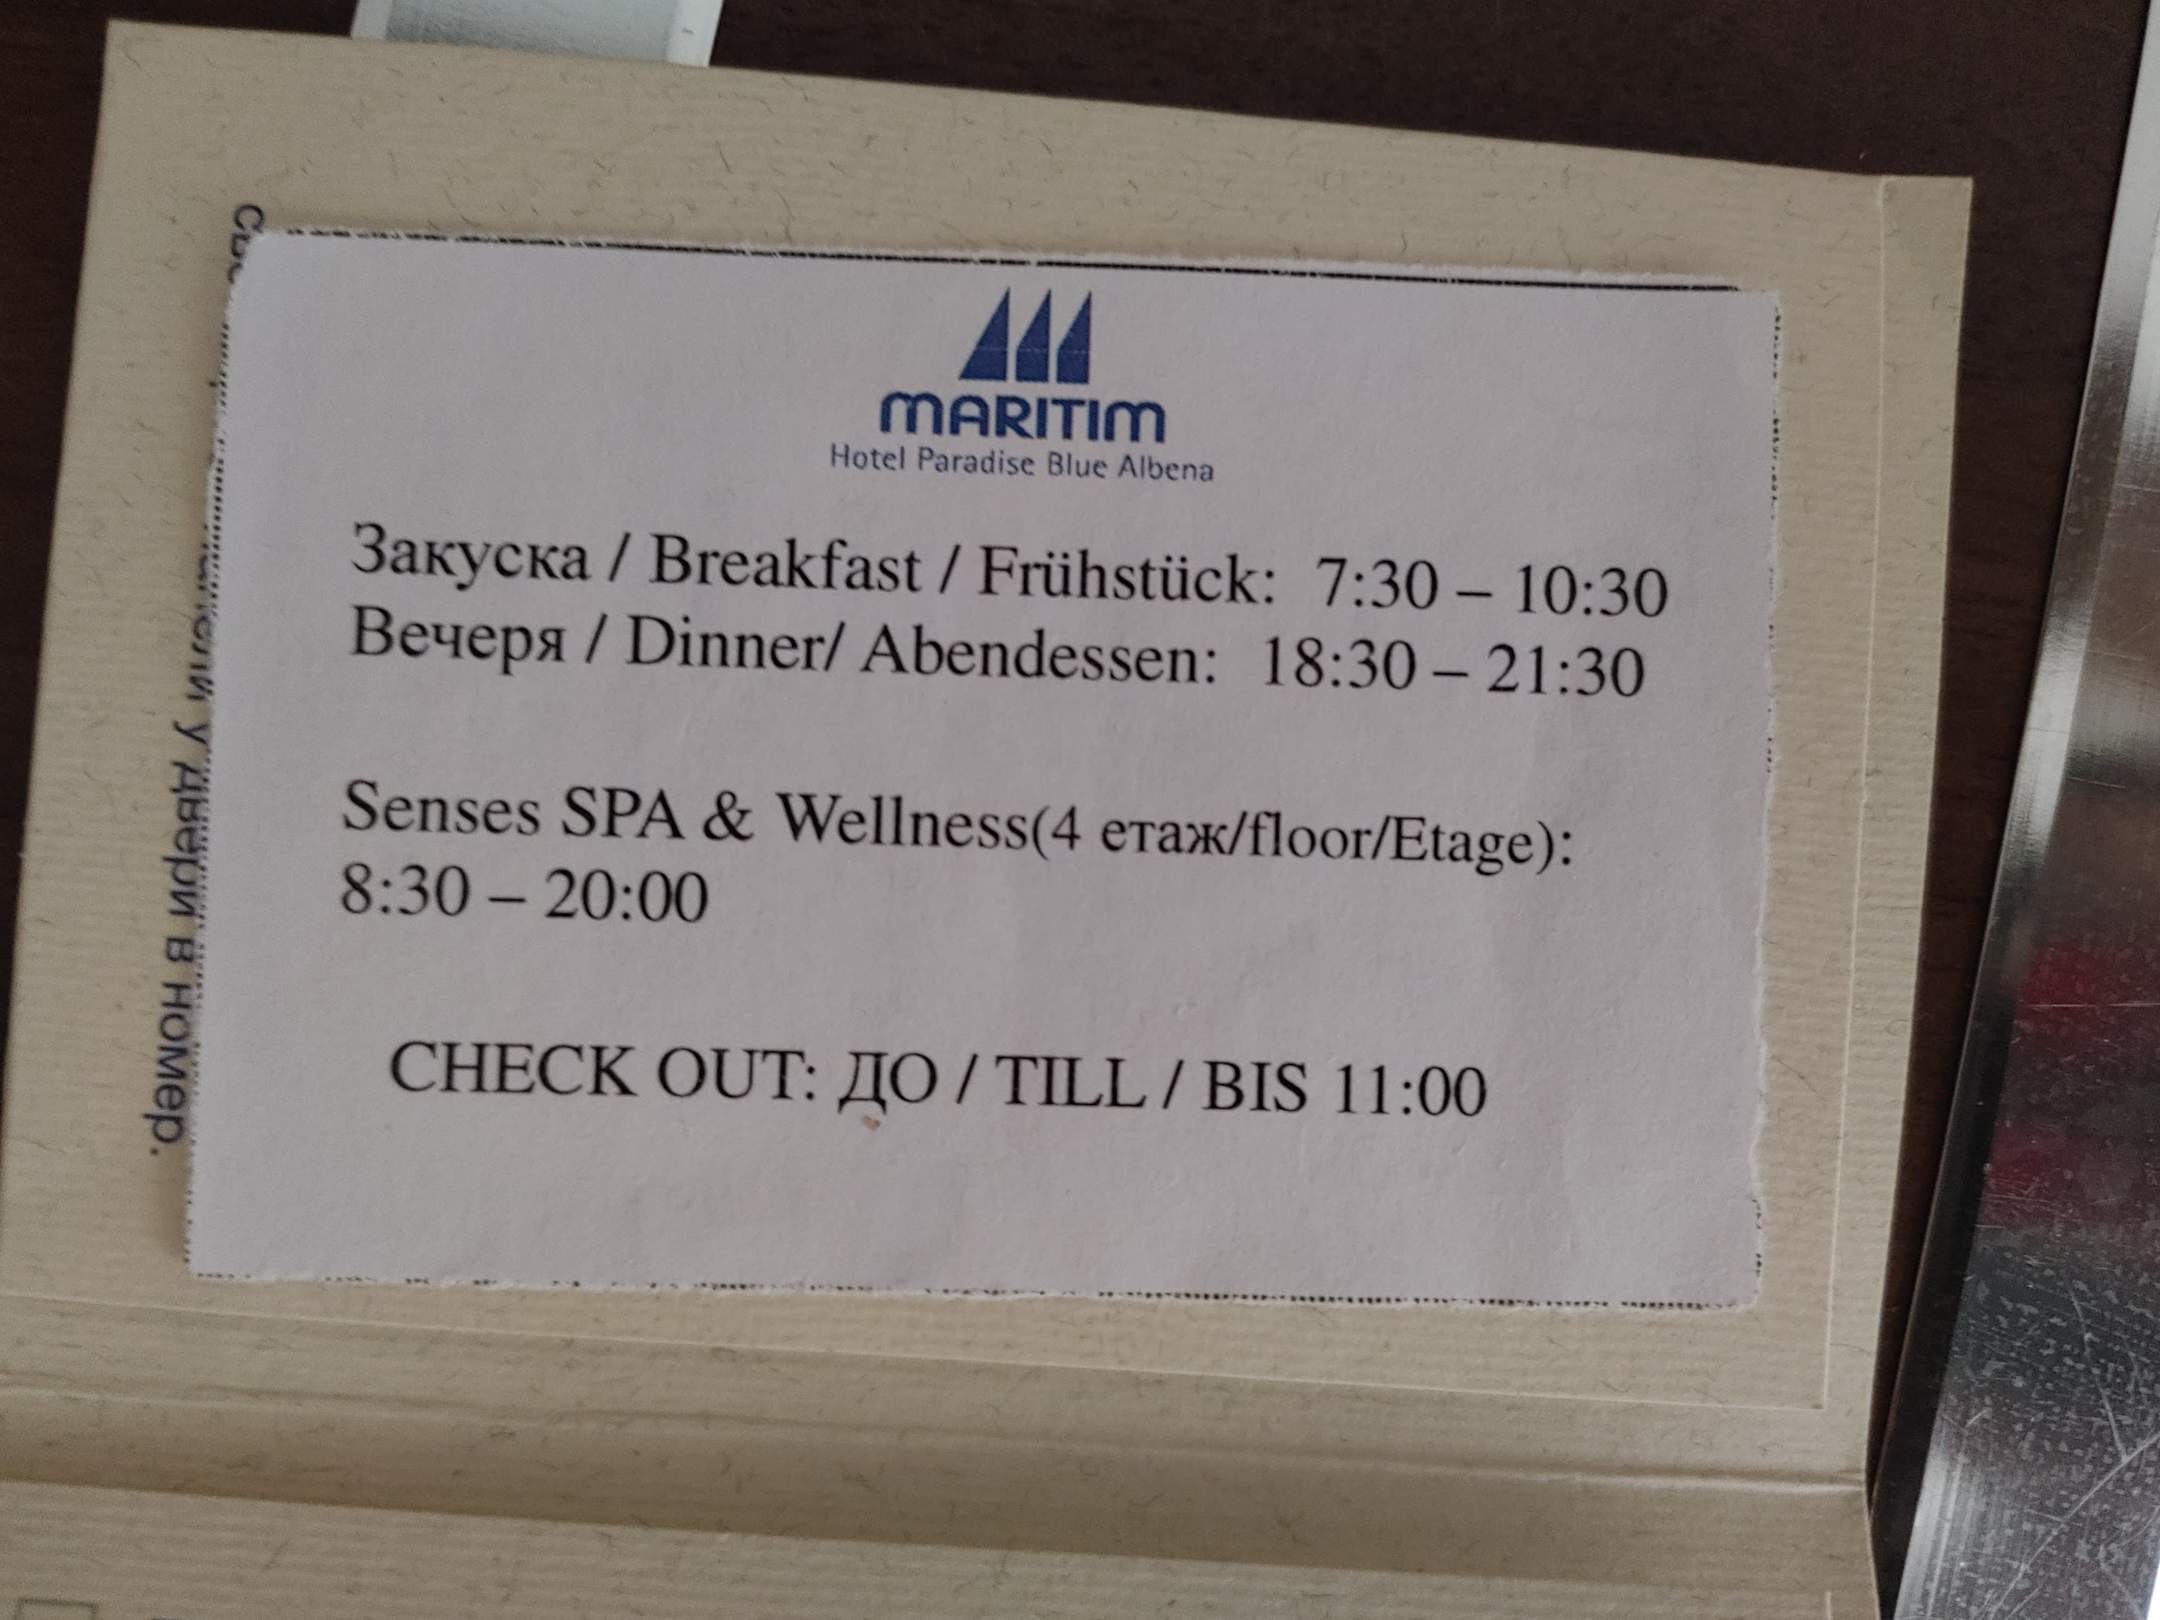 MARITIM
Hotel Paradise Blue Albena
Закуска / Breakfast / Frühstück: 7:30 – 10:30
Вечеря / Dinner/ Abendessen: 18:30 – 21:30
Senses SPA & Wellness(4 етаж/floor/Etage):
8:30 – 20:00
CHECK OUT: ДО / TILL / BIS 11:00
у двери в номер.